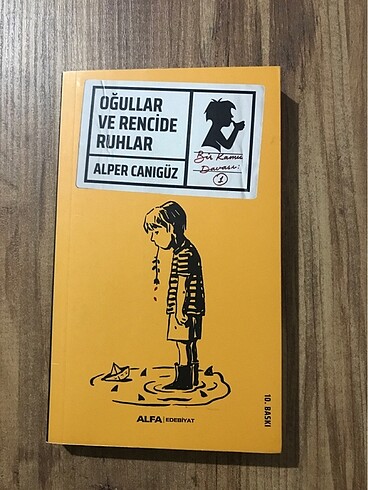 OĞULLAR
VE RENCİDE
RUHLAR
ALPER CANIGÜZ
Bir Kamu
Davası:
1
ALFA | EDEBİYAT
10. BASKI